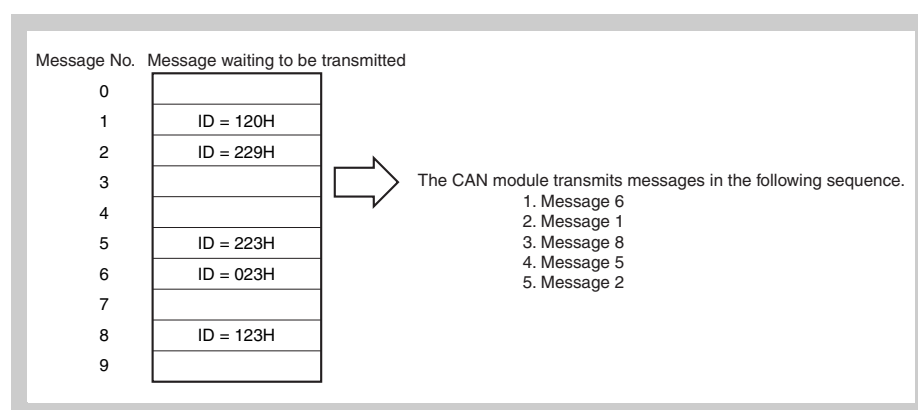 Message No. Message waiting to be transmitted
0
1 ID = 120H
2 ID = 229H
3
4
5 ID = 223H
6 ID = 023H
7
8 ID = 123H
9
The CAN module transmits messages in the following sequence.
1. Message 6
2. Message 1
3. Message 8
4. Message 5
5. Message 2